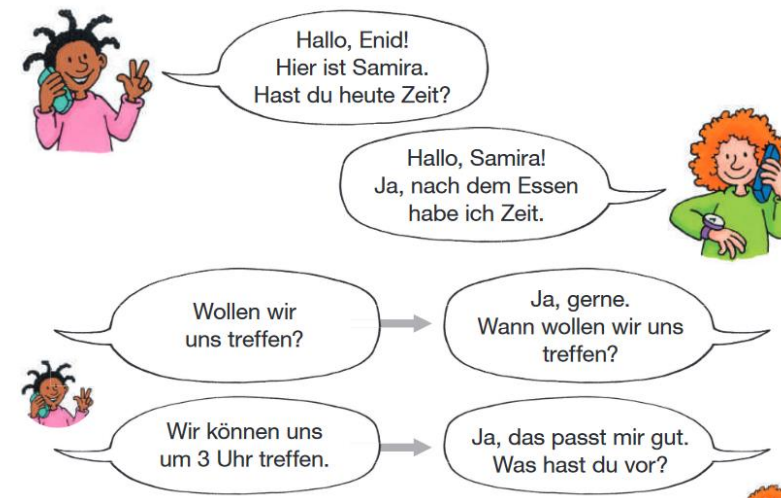 Hallo, Enid!
Hier ist Samira.
Hast du heute Zeit?
Hallo, Samira!
Ja, nach dem Essen
habe ich Zeit.
Wollen wir
uns treffen?
Ja, gerne.
Wann wollen wir uns
treffen?
Wir können uns
um 3 Uhr treffen.
Ja, das passt mir gut.
Was hast du vor?